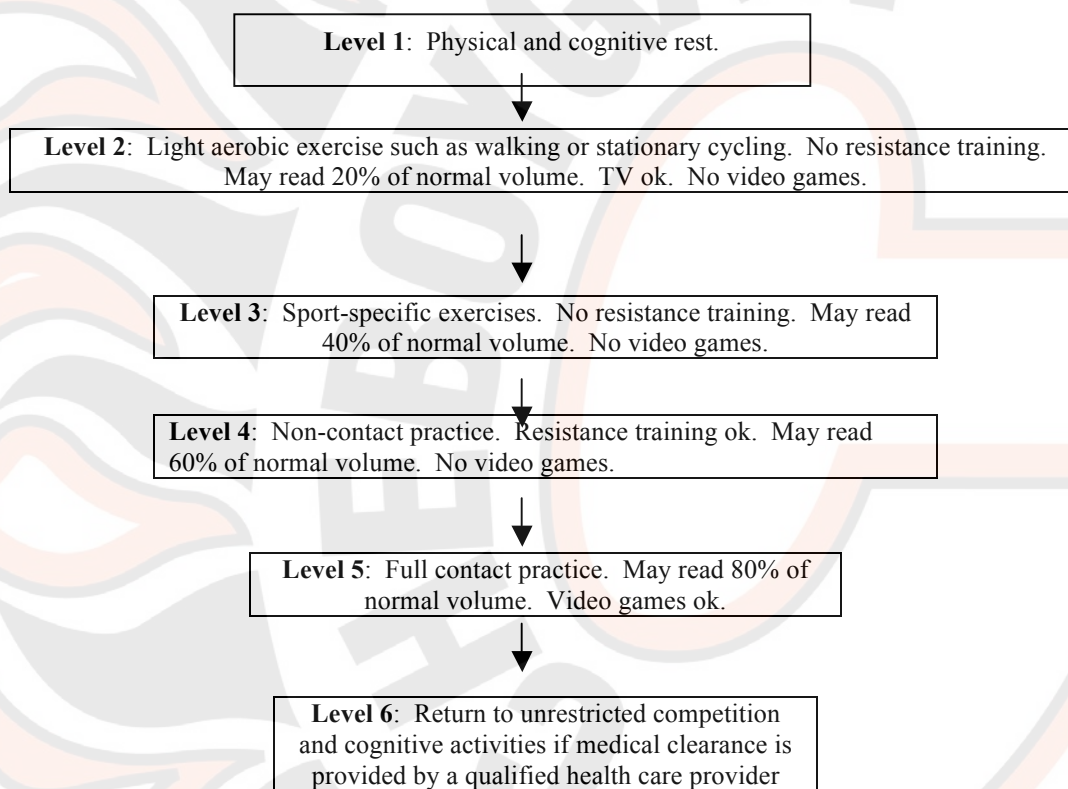 Level 1: Physical and cognitive rest.
Level 2: Light aerobic exercise such as walking or stationary cycling. No resistance training.
May read 20% of normal volume. TV ok. No video games.
Level 3: Sport-specific exercises. No resistance training. May read
40% of normal volume. No video games.
Level 4: Non-contact practice. Resistance training ok. May read
60% of normal volume. No video games.
Level 5: Full contact practice. May read 80% of
normal volume. Video games ok.
Level 6: Return to unrestricted competition
and cognitive activities if medical clearance is
provided by a qualified health care provider